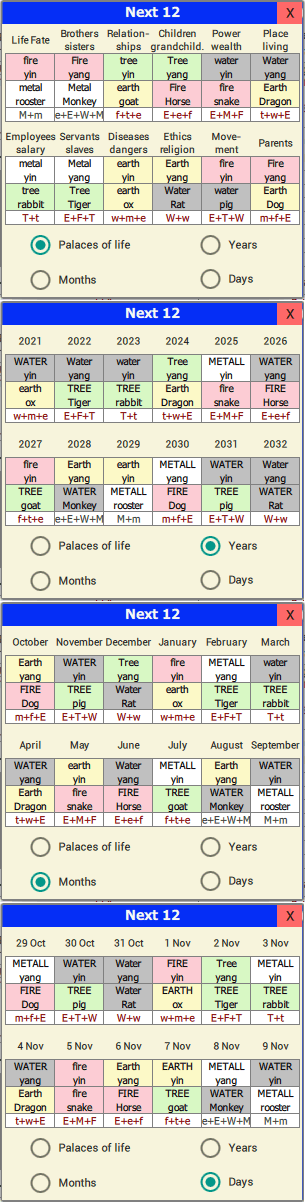 Next 12 X
Life Fate Brothers sisters Relation-ships Children grandchild. Power wealth Place living
fire Fire tree Tree water Water
yin yang yin yang yin yang
metal Metal earth Fire fire Earth
rooster Monkey goat Horse snake Dragon
M+m e+E+W+M f+t+e E+e+f E+M+F t+w+E
Employees salary Servants slaves Diseases dangers Ethics religion Move-ment Parents
metal Metal earth Earth fire Fire
yin yang yin yang yin yang
tree Tree earth Water water Earth
rabbit Tiger ox Rat pig Dog
T+t E+F+T w+m+e W+w E+T+W m+f+E
Palaces of life Years
Months Days
Next 12 X
2021 2022 2023 2024 2025 2026
WATER Water water Tree METALL WATER
yin yang yin yang yin yang
earth TREE TREE Earth fire FIRE
ox Tiger rabbit Dragon snake Horse
w+m+e E+F+T T+t t+w+E E+M+F E+e+f
2027 2028 2029 2030 2031 2032
fire Earth earth METALL WATER Water
yin yang yin yang yin yang
TREE WATER METALL FIRE TREE WATER
goat Monkey rooster Dog pig Rat
f+t+e e+E+W+M M+m m+f+E E+T+W W+w
Palaces of life Years
Months Days
Next 12 X
October November December January February March
Earth WATER Tree fire METALL water
yang yin yang yin yang yin
FIRE TREE Water earth TREE TREE
Dog pig Rat ox Tiger rabbit
m+f+E E+T+W W+w w+m+e E+F+T T+t
April May June July August September
WATER earth WATER METALL Earth WATER
yang yin yang yin yang yin
Earth fire FIRE TREE WATER METALL
Dragon snake Horse goat Monkey rooster
t+w+E E+M+F E+e+f f+t+e e+E+W+M M+m
Palaces of life Years
Months Days
Next 12 X
29 Oct 30 Oct 31 Oct 1 Nov 2 Nov 3 Nov
METALL WATER WATER FIRE Tree METALL
yang yin yang yin yang yin
FIRE TREE Water EARTH TREE TREE
Dog pig Rat ox Tiger rabbit
m+f+E E+T+W W+w w+m+e E+F+T T+t
4 Nov 5 Nov 6 Nov 7 Nov 8 Nov 9 Nov
WATER fire Earth EARTH METALL WATER
yang yin yang yin yang yin
Earth fire FIRE TREE WATER METALL
Dragon snake Horse goat Monkey rooster
t+w+E E+M+F E+e+f f+t+e e+E+W+M M+m
Palaces of life Years
Months Days